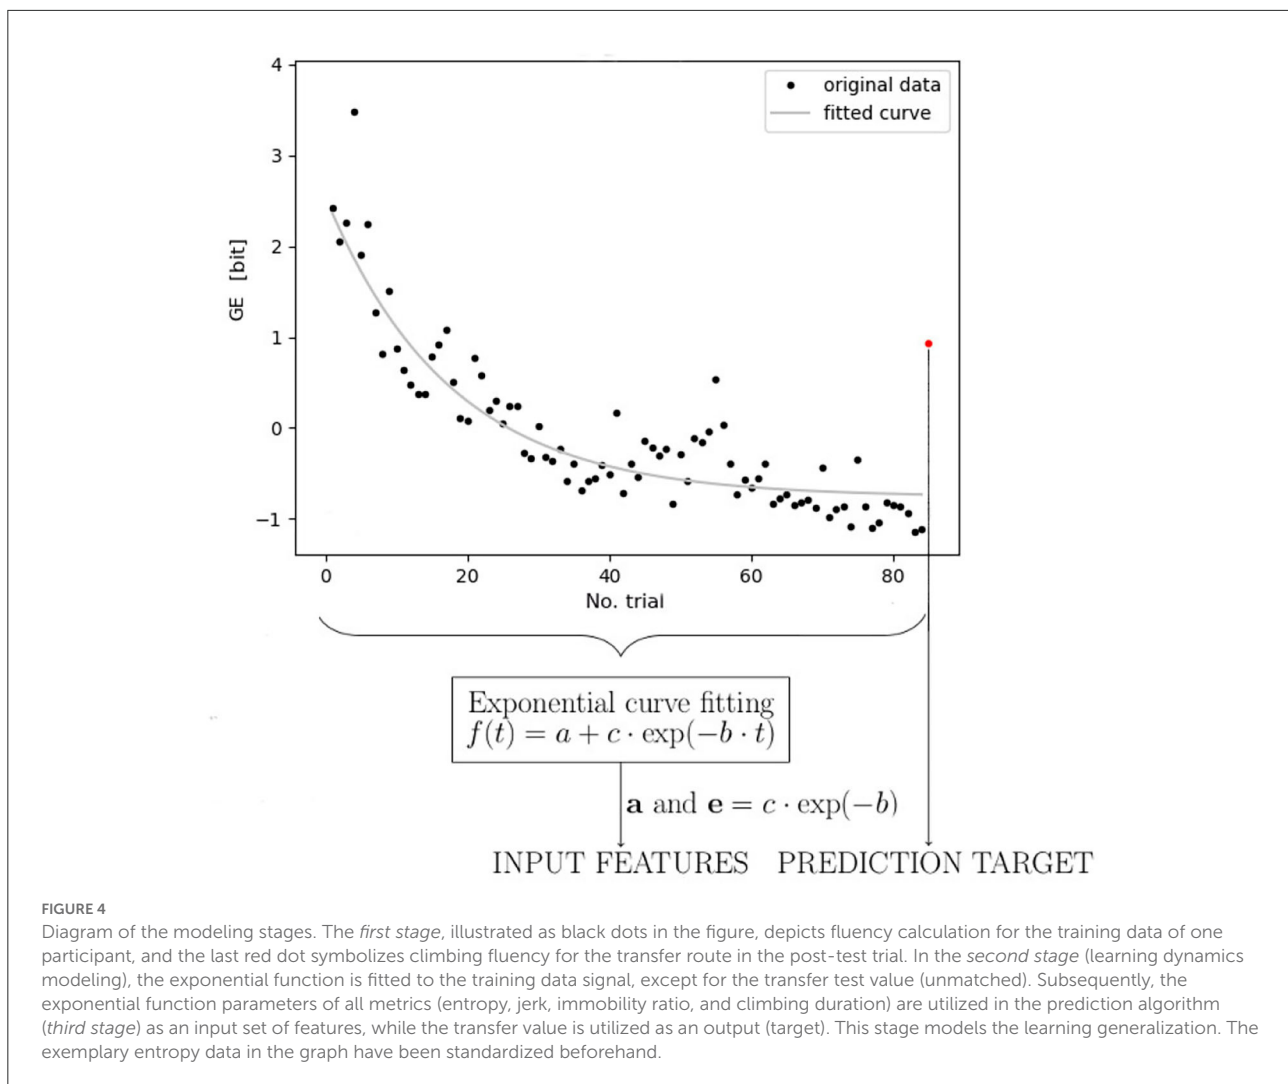 4
original data
fitted curve
3
2
GE [bit]
1
0
−1
0 20 40 60 80
No. trial
Exponential curve fitting
f(t) = a + c · exp(−b · t)
a and e = c · exp(−b)
INPUT FEATURES PREDICTION TARGET
FIGURE 4
Diagram of the modeling stages. The first stage, illustrated as black dots in the figure, depicts fluency calculation for the training data of one
participant, and the last red dot symbolizes climbing fluency for the transfer route in the post-test trial. In the second stage (learning dynamics
modeling), the exponential function is fitted to the training data signal, except for the transfer test value (unmatched). Subsequently, the
exponential function parameters of all metrics (entropy, jerk, immobility ratio, and climbing duration) are utilized in the prediction algorithm
(third stage) as an input set of features, while the transfer value is utilized as an output (target). This stage models the learning generalization. The
exemplary entropy data in the graph have been standardized beforehand.